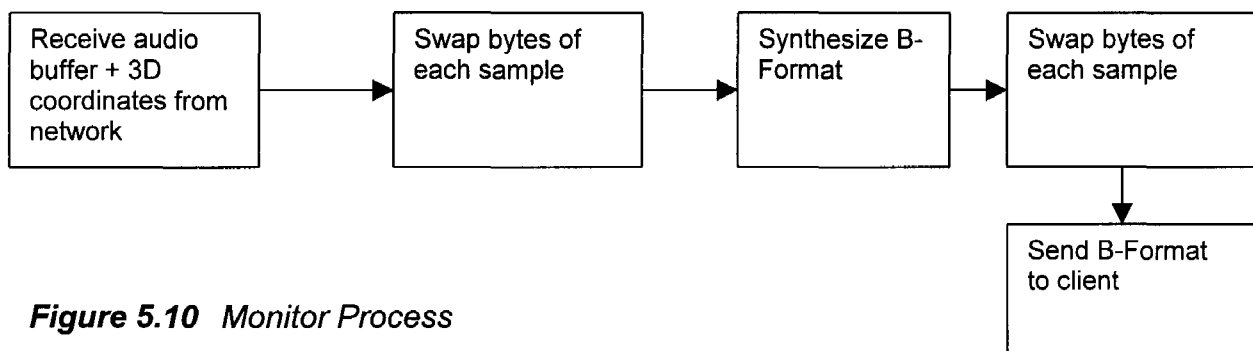 Receive audio
buffer + 3D
coordinates from
network
Swap bytes of
each sample
Synthesize B-
Format
Swap bytes of
each sample
Send B-Format
to client
Figure 5.10 Monitor Process